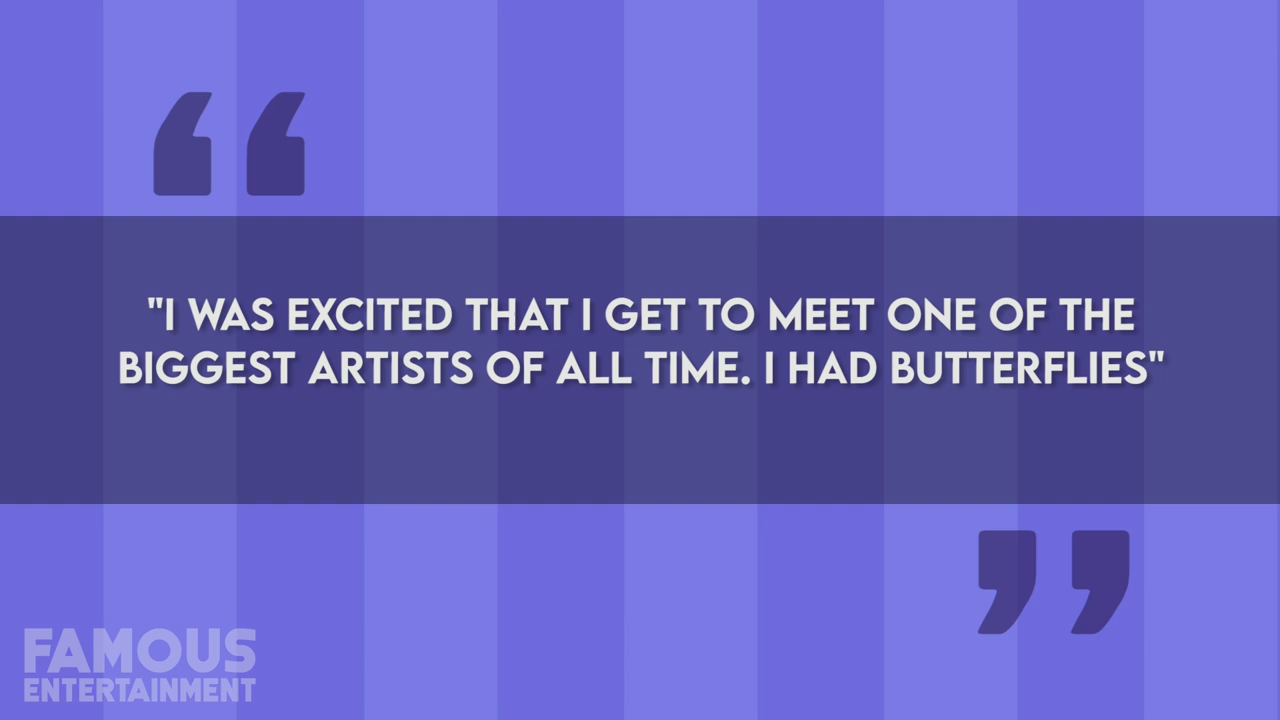 "I WAS EXCITED THAT I GET TO MEET ONE OF THE
BIGGEST ARTISTS OF ALL TIME. I HAD BUTTERFLIES"
FAMOUS
ENTERTAINMENT